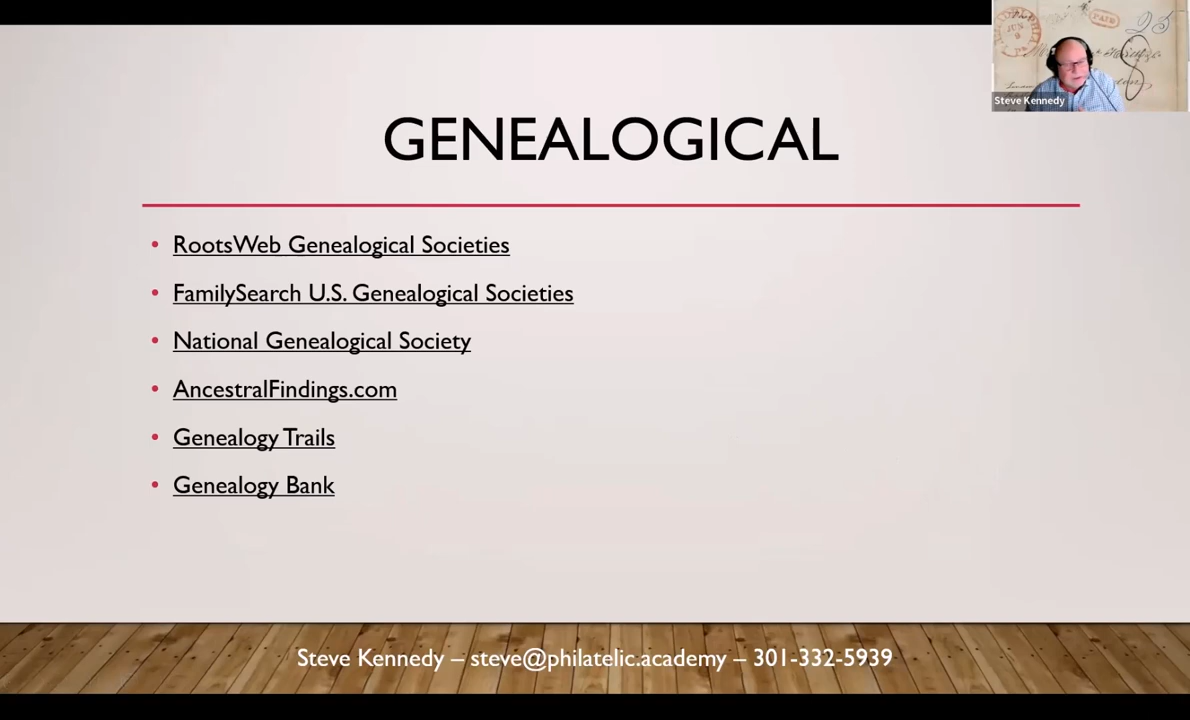 GENEALOGICAL
RootsWeb Genealogical Societies
FamilySearch U.S. Genealogical Societies
National Genealogical Society
AncestralFindings.com
Genealogy Trails
Genealogy Bank
Steve Kennedy – steve@philatelic.academy – 301-332-5939
PAID
Steve Kennedy